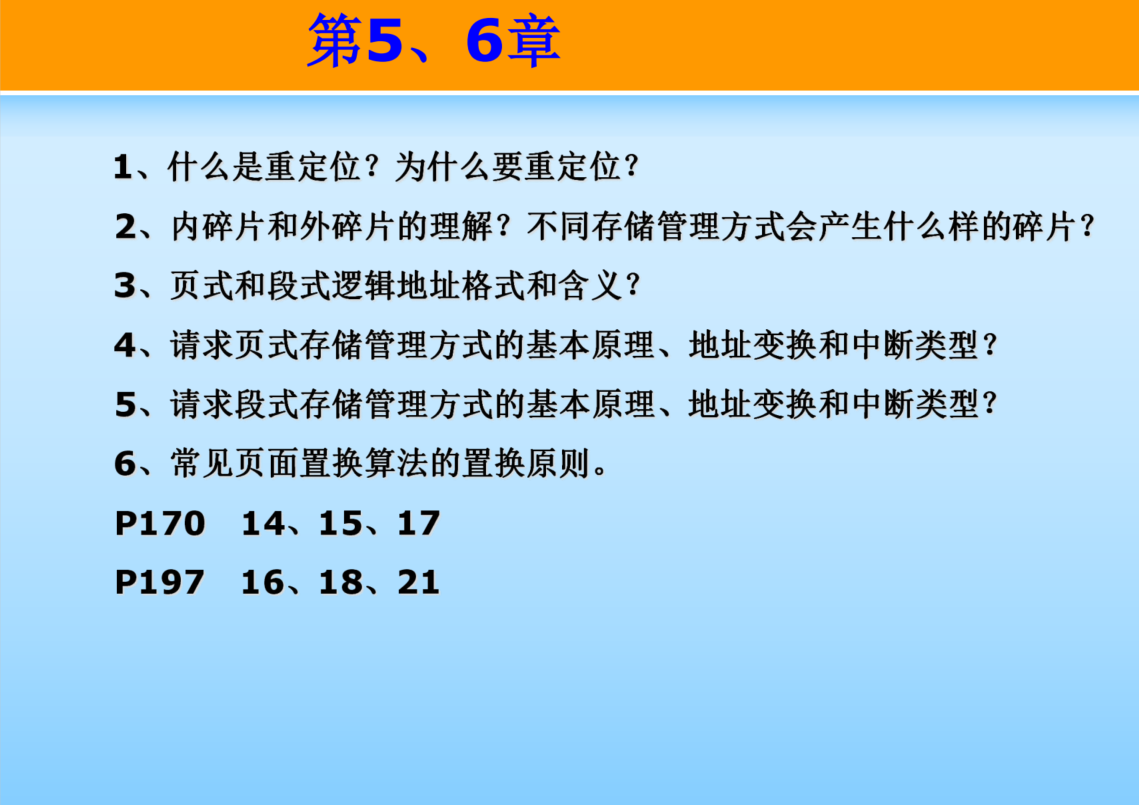 第5、6章
1、什么是重定位？为什么要重定位？
2、内碎片和外碎片的理解？不同存储管理方式会产生什么样的碎片？
3、页式和段式逻辑地址格式和含义？
4、请求页式存储管理方式的基本原理、地址变换和中断类型？
5、请求段式存储管理方式的基本原理、地址变换和中断类型？
6、常见页面置换算法的置换原则。
P170 14、15、17
P197 16、18、21